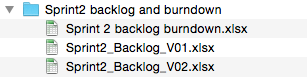 Sprint2 backlog and burndown
Sprint 2 backlog burndown.xlsx
Sprint2_Backlog_V01.xlsx
Sprint2_Backlog_V02.xlsx